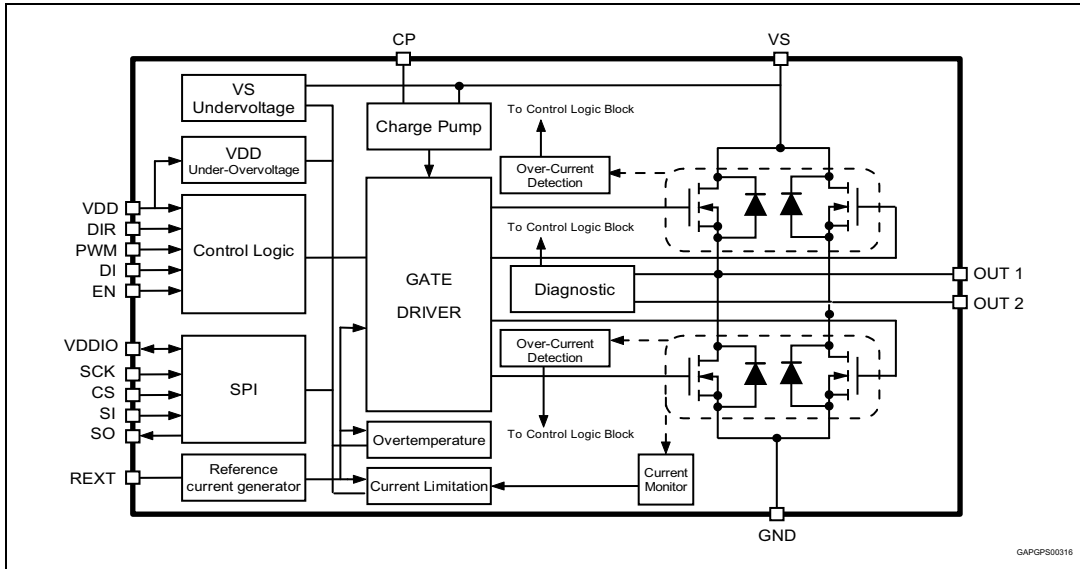 CP
VS
VS
Undervoltage
To Control Logic Block
Charge Pump
VDD
Under-Overvoltage
Over-Current
Detection
VDD
DIR
PWM
DI
EN
Control Logic
To Control Logic Block
GATE
DRIVER
Diagnostic
OUT 1
OUT 2
VDDIO
SCK
CS
SI
SO
SPI
Over-Current
Detection
To Control Logic Block
Overtemperature
REXT
Reference
current generator
Current Limitation
Current
Monitor
GND
GAPGPS00316